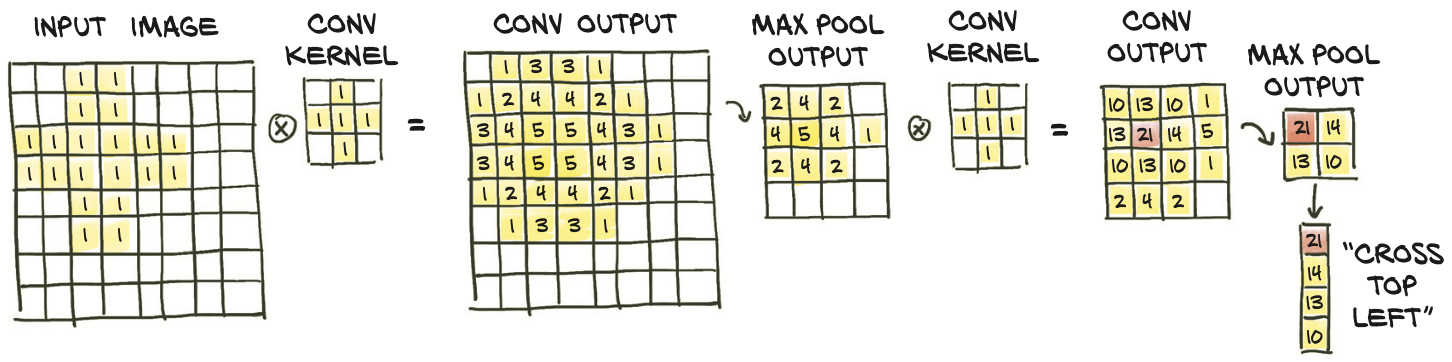 INPUT IMAGE
1 1
1 1
1 1 1 1 1 1
1 1 1 1 1 1
1 1
1 1
CONV
KERNEL
1
1 1 1
1
=
CONV OUTPUT
1 3 3 1
1 2 4 4 2 1
3 4 5 5 4 3 1
3 4 5 5 4 3 1
1 2 4 4 2 1
1 3 3 1
MAX POOL
OUTPUT
2 4 2
4 5 4 1
2 4 2
CONV
KERNEL
1
1 1 1
1
=
CONV
OUTPUT
10 13 10 1
13 21 14 5
10 13 10 1
2 4 2
MAX POOL
OUTPUT
21 14
13 10
21
14
13
10
"CROSS
TOP
LEFT"